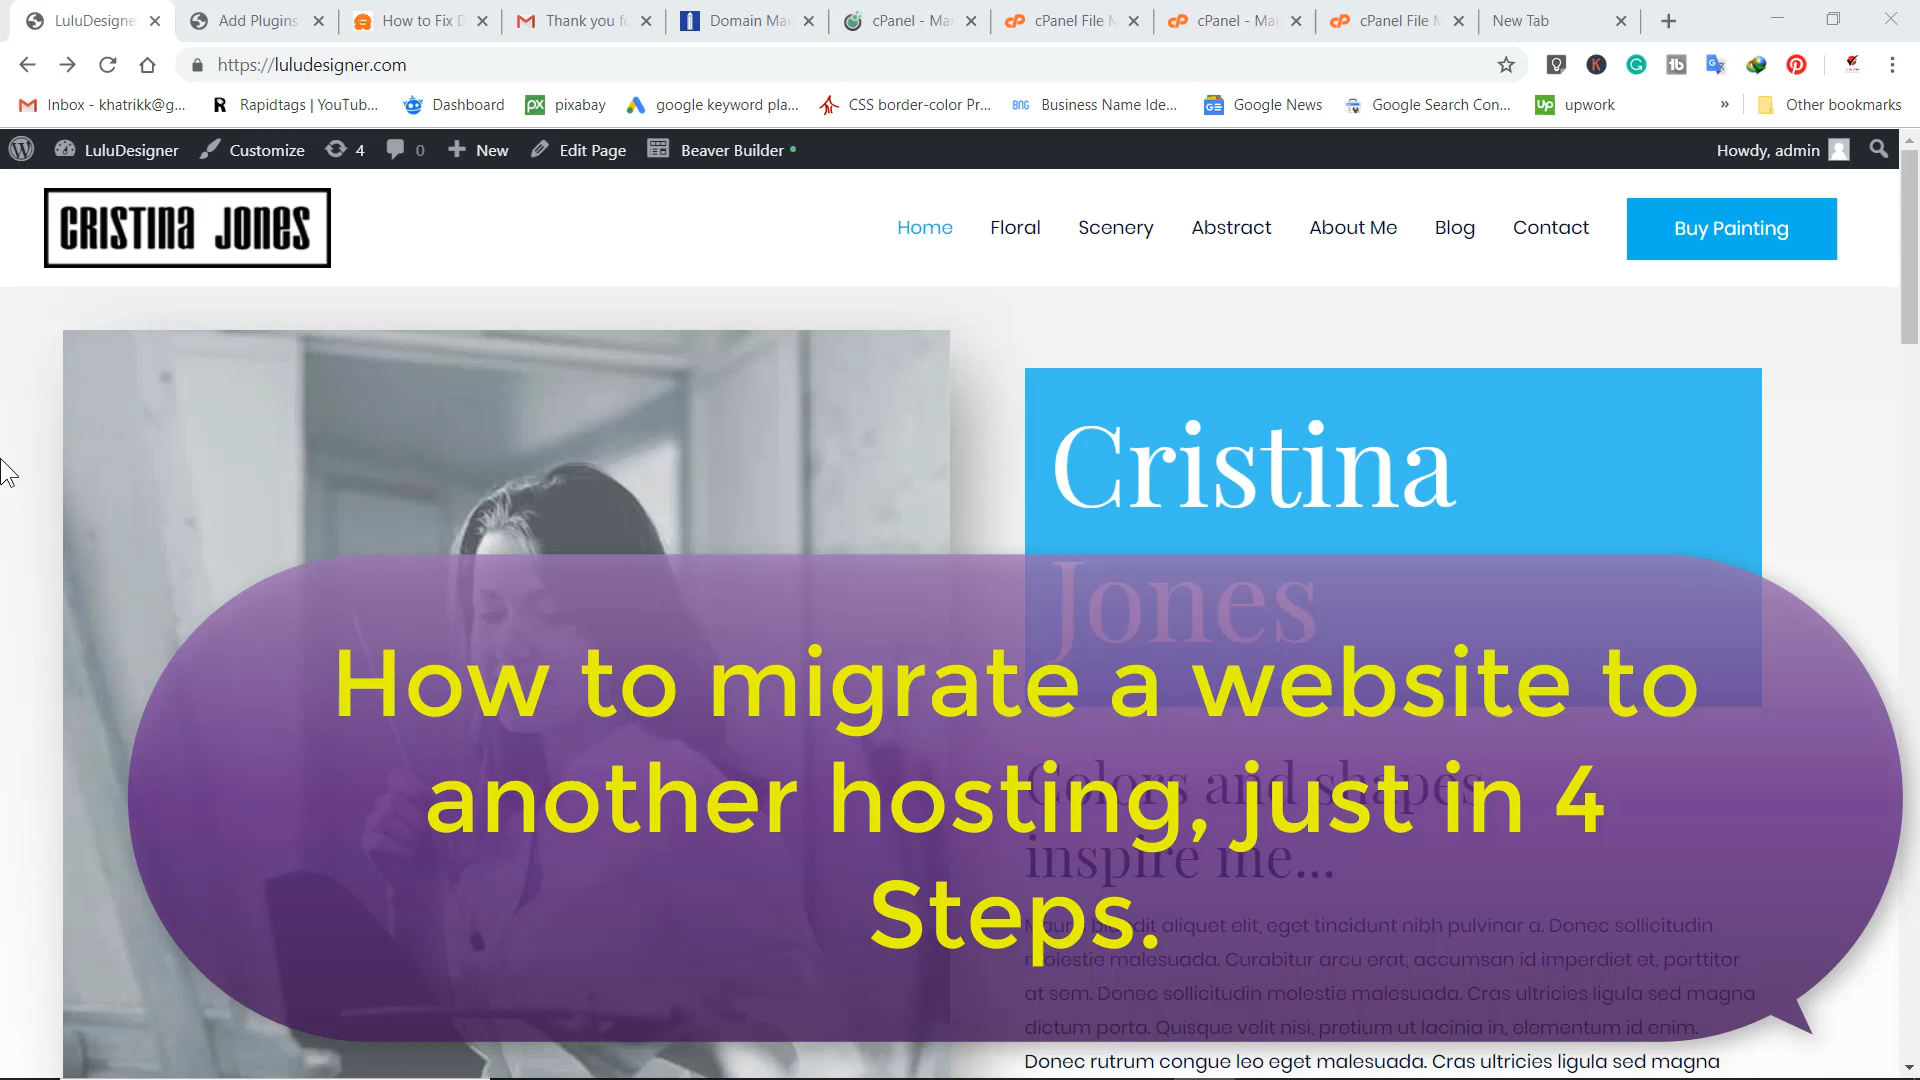 LuluDesigne
Add Plugins
How to Fix D
Thank you fo
Domain Mar
cPanel - Mai
cPanel File M
cPanel - Mai
cPanel File M
New Tab
https://luludesigner.com
Inbox - khatrikk@g...
Rapidtags | YouTub...
Dashboard
pixabay
google keyword pla...
CSS border-color Pr...
Business Name Ide...
Google News
Google Search Con...
upwork
»
Other bookmarks
LuluDesigner
Customize
4
0
New
Edit Page
Beaver Builder
Howdy, admin
CRISTINA JONES
Home
Floral
Scenery
Abstract
About Me
Blog
Contact
Buy Painting
Cristina
Jones
How to migrate a website to
another hosting, just in 4
Steps.
Colors and shapes
inspire me...
Mauris blandit aliquet elit, eget tincidunt nibh pulvinar a. Donec sollicitudin
molestie malesuada. Curabitur arcu erat, accumsan id imperdiet et, porttitor
at sem. Donec sollicitudin molestie malesuada. Cras ultricies ligula sed magna
dictum porta. Quisque velit nisi, pretium ut lacinia in, elementum id enim.
Donec rutrum congue leo eget malesuada. Cras ultricies ligula sed magna